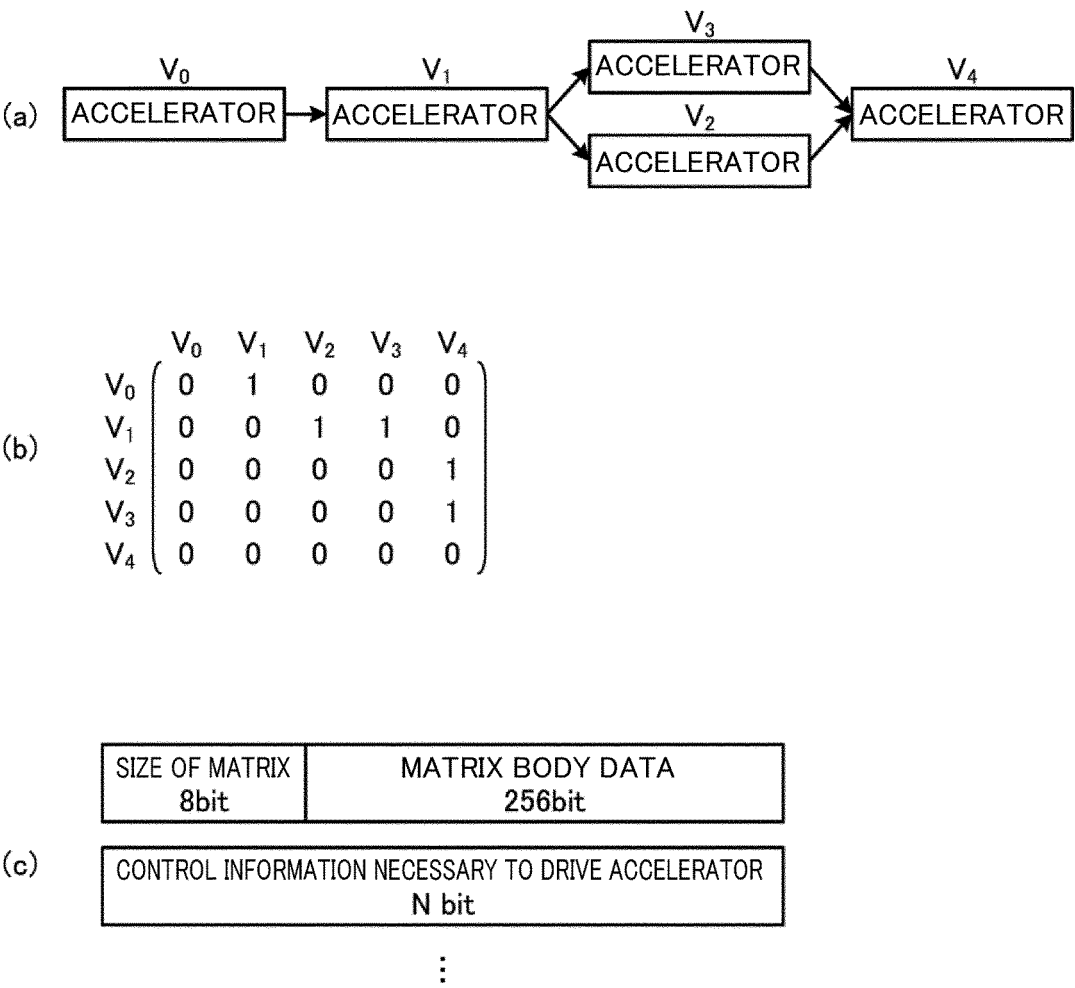 V₃
V₀ V₁ ACCELERATOR V₄
(a) ACCELERATOR ACCELERATOR V₂ ACCELERATOR
ACCELERATOR
V₀ V₁ V₂ V₃ V₄
V₀ 0 1 0 0 0
V₁ 0 0 1 1 0
(b)
V₂ 0 0 0 0 1
V₃ 0 0 0 0 1
V₄ 0 0 0 0 0
SIZE OF MATRIX MATRIX BODY DATA
8bit 256bit
(c)
CONTROL INFORMATION NECESSARY TO DRIVE ACCELERATOR
N bit
⋮